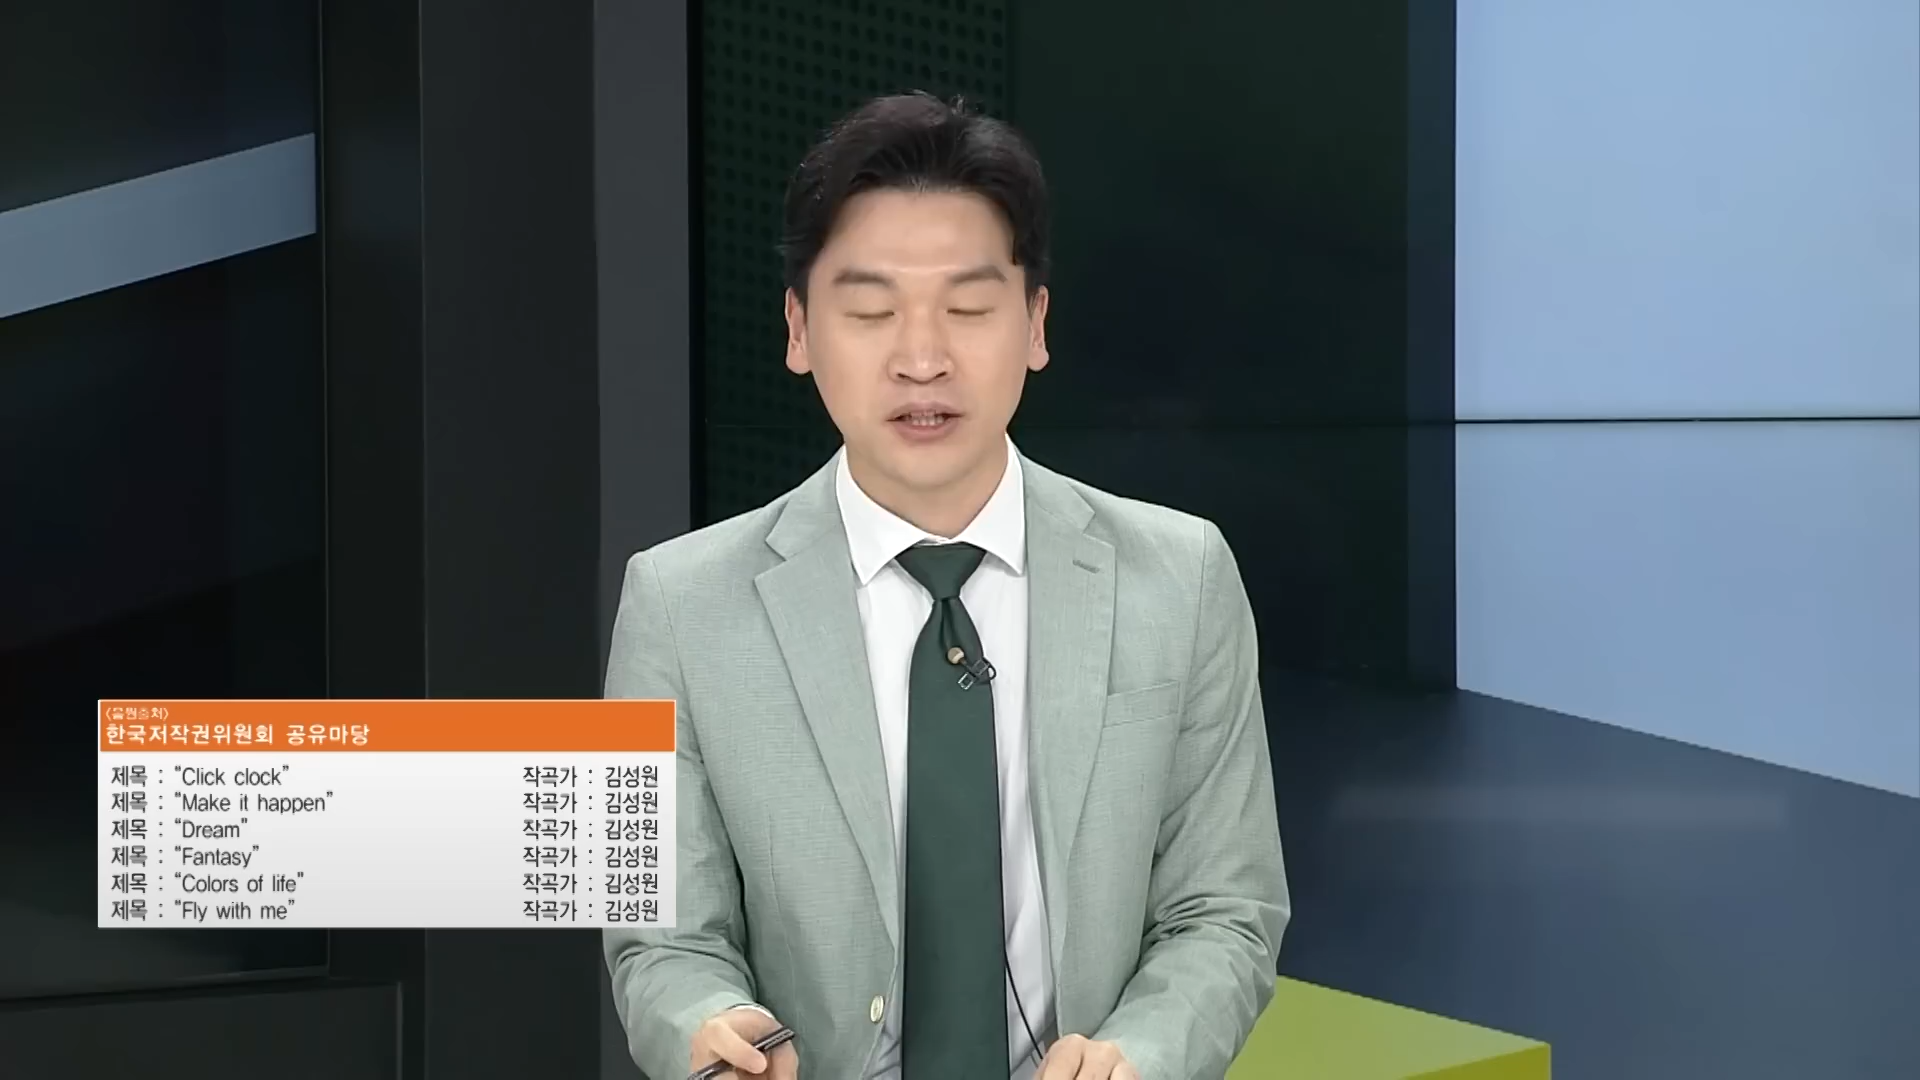 <음원출처>
한국저작권위원회 공유마당
제목 : “Click clock” 작곡가 : 김성원
제목 : “Make it happen” 작곡가 : 김성원
제목 : “Dream” 작곡가 : 김성원
제목 : “Fantasy” 작곡가 : 김성원
제목 : “Colors of life” 작곡가 : 김성원
제목 : “Fly with me” 작곡가 : 김성원